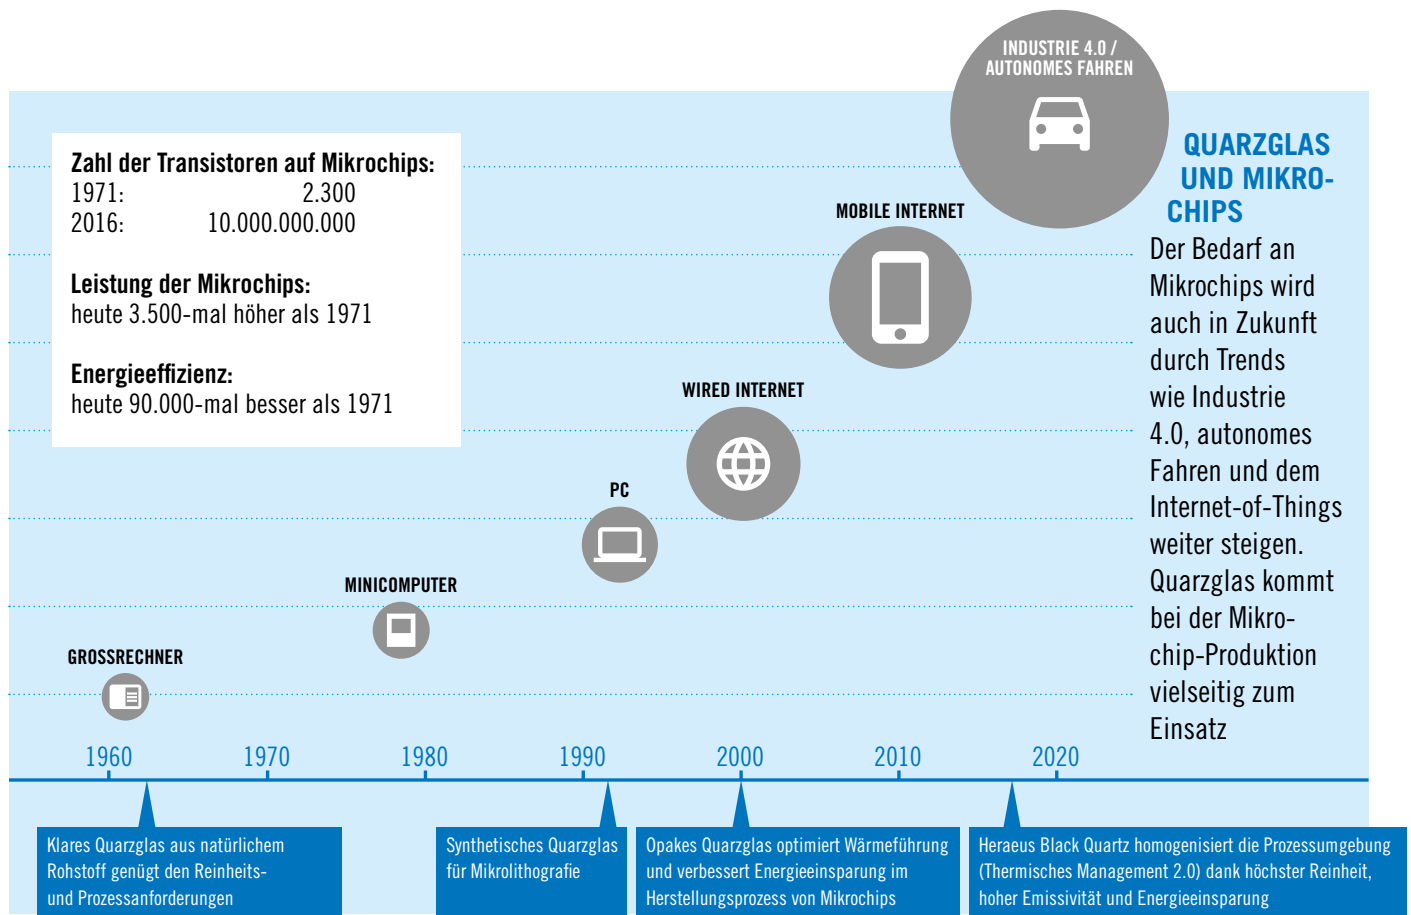 INDUSTRIE 4.0 /
AUTONOMES FAHREN
Zahl der Transistoren auf Mikrochips:
1971: 2.300
2016: 10.000.000.000
Leistung der Mikrochips:
heute 3.500-mal höher als 1971
Energieeffizienz:
heute 90.000-mal besser als 1971
MOBILE INTERNET
WIRED INTERNET
PC
MINICOMPUTER
GROSSRECHNER
QUARZGLAS
UND MIKRO-
CHIPS
Der Bedarf an
Mikrochips wird
auch in Zukunft
durch Trends
wie Industrie
4.0, autonomes
Fahren und dem
Internet-of-Things
weiter steigen.
Quarzglas kommt
bei der Mikro-
chip-Produktion
vielseitig zum
Einsatz
1960 1970 1980 1990 2000 2010 2020
Klares Quarzglas aus natürlichem
Rohstoff genügt den Reinheits-
und Prozessanforderungen
Synthetisches Quarzglas
für Mikrolithografie
Opakes Quarzglas optimiert Wärmeführung
und verbessert Energieeinsparung im
Herstellungsprozess von Mikrochips
Heraeus Black Quartz homogenisiert die Prozessumgebung
(Thermisches Management 2.0) dank höchster Reinheit,
hoher Emissivität und Energieeinsparung